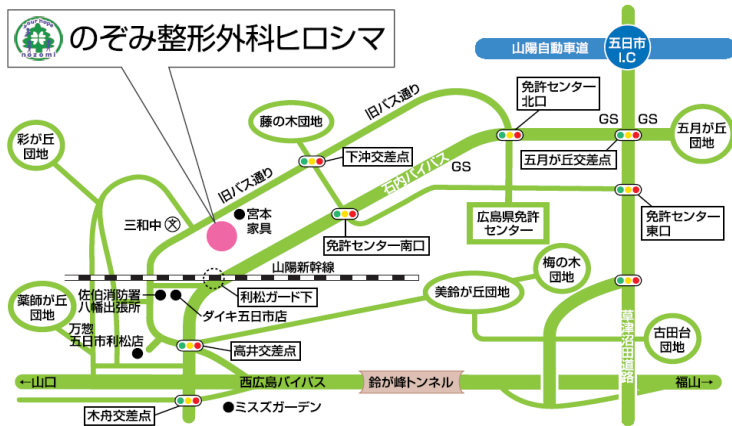 your hope
nozomi
のぞみ整形外科ヒロシマ
山陽自動車道
五日市
I.C
免許センター
北口
旧バス通り
GS
GS
藤の木団地
五月が丘
団地
彩が丘
団地
下沖交差点
五月が丘交差点
石内バイパス
GS
旧バス通り
宮本
家具
三和中
文
広島県免許
センター
免許センター
東口
免許センター南口
山陽新幹線
梅の木
団地
薬師が丘
団地
佐伯消防署
八幡出張所
利松ガード下
美鈴が丘団地
ダイキ五日市店
万惣
五日市利松店
草津沼田道路
古田台
団地
高井交差点
←山口
西広島バイパス
鈴が峰トンネル
福山→
木舟交差点
ミスズガーデン